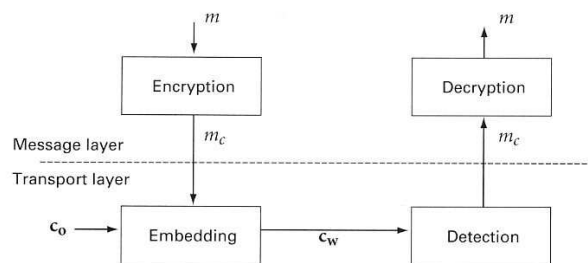 m m
Encryption Decryption
Message layer m_c m_c
Transport layer
c_o Embedding c_w Detection